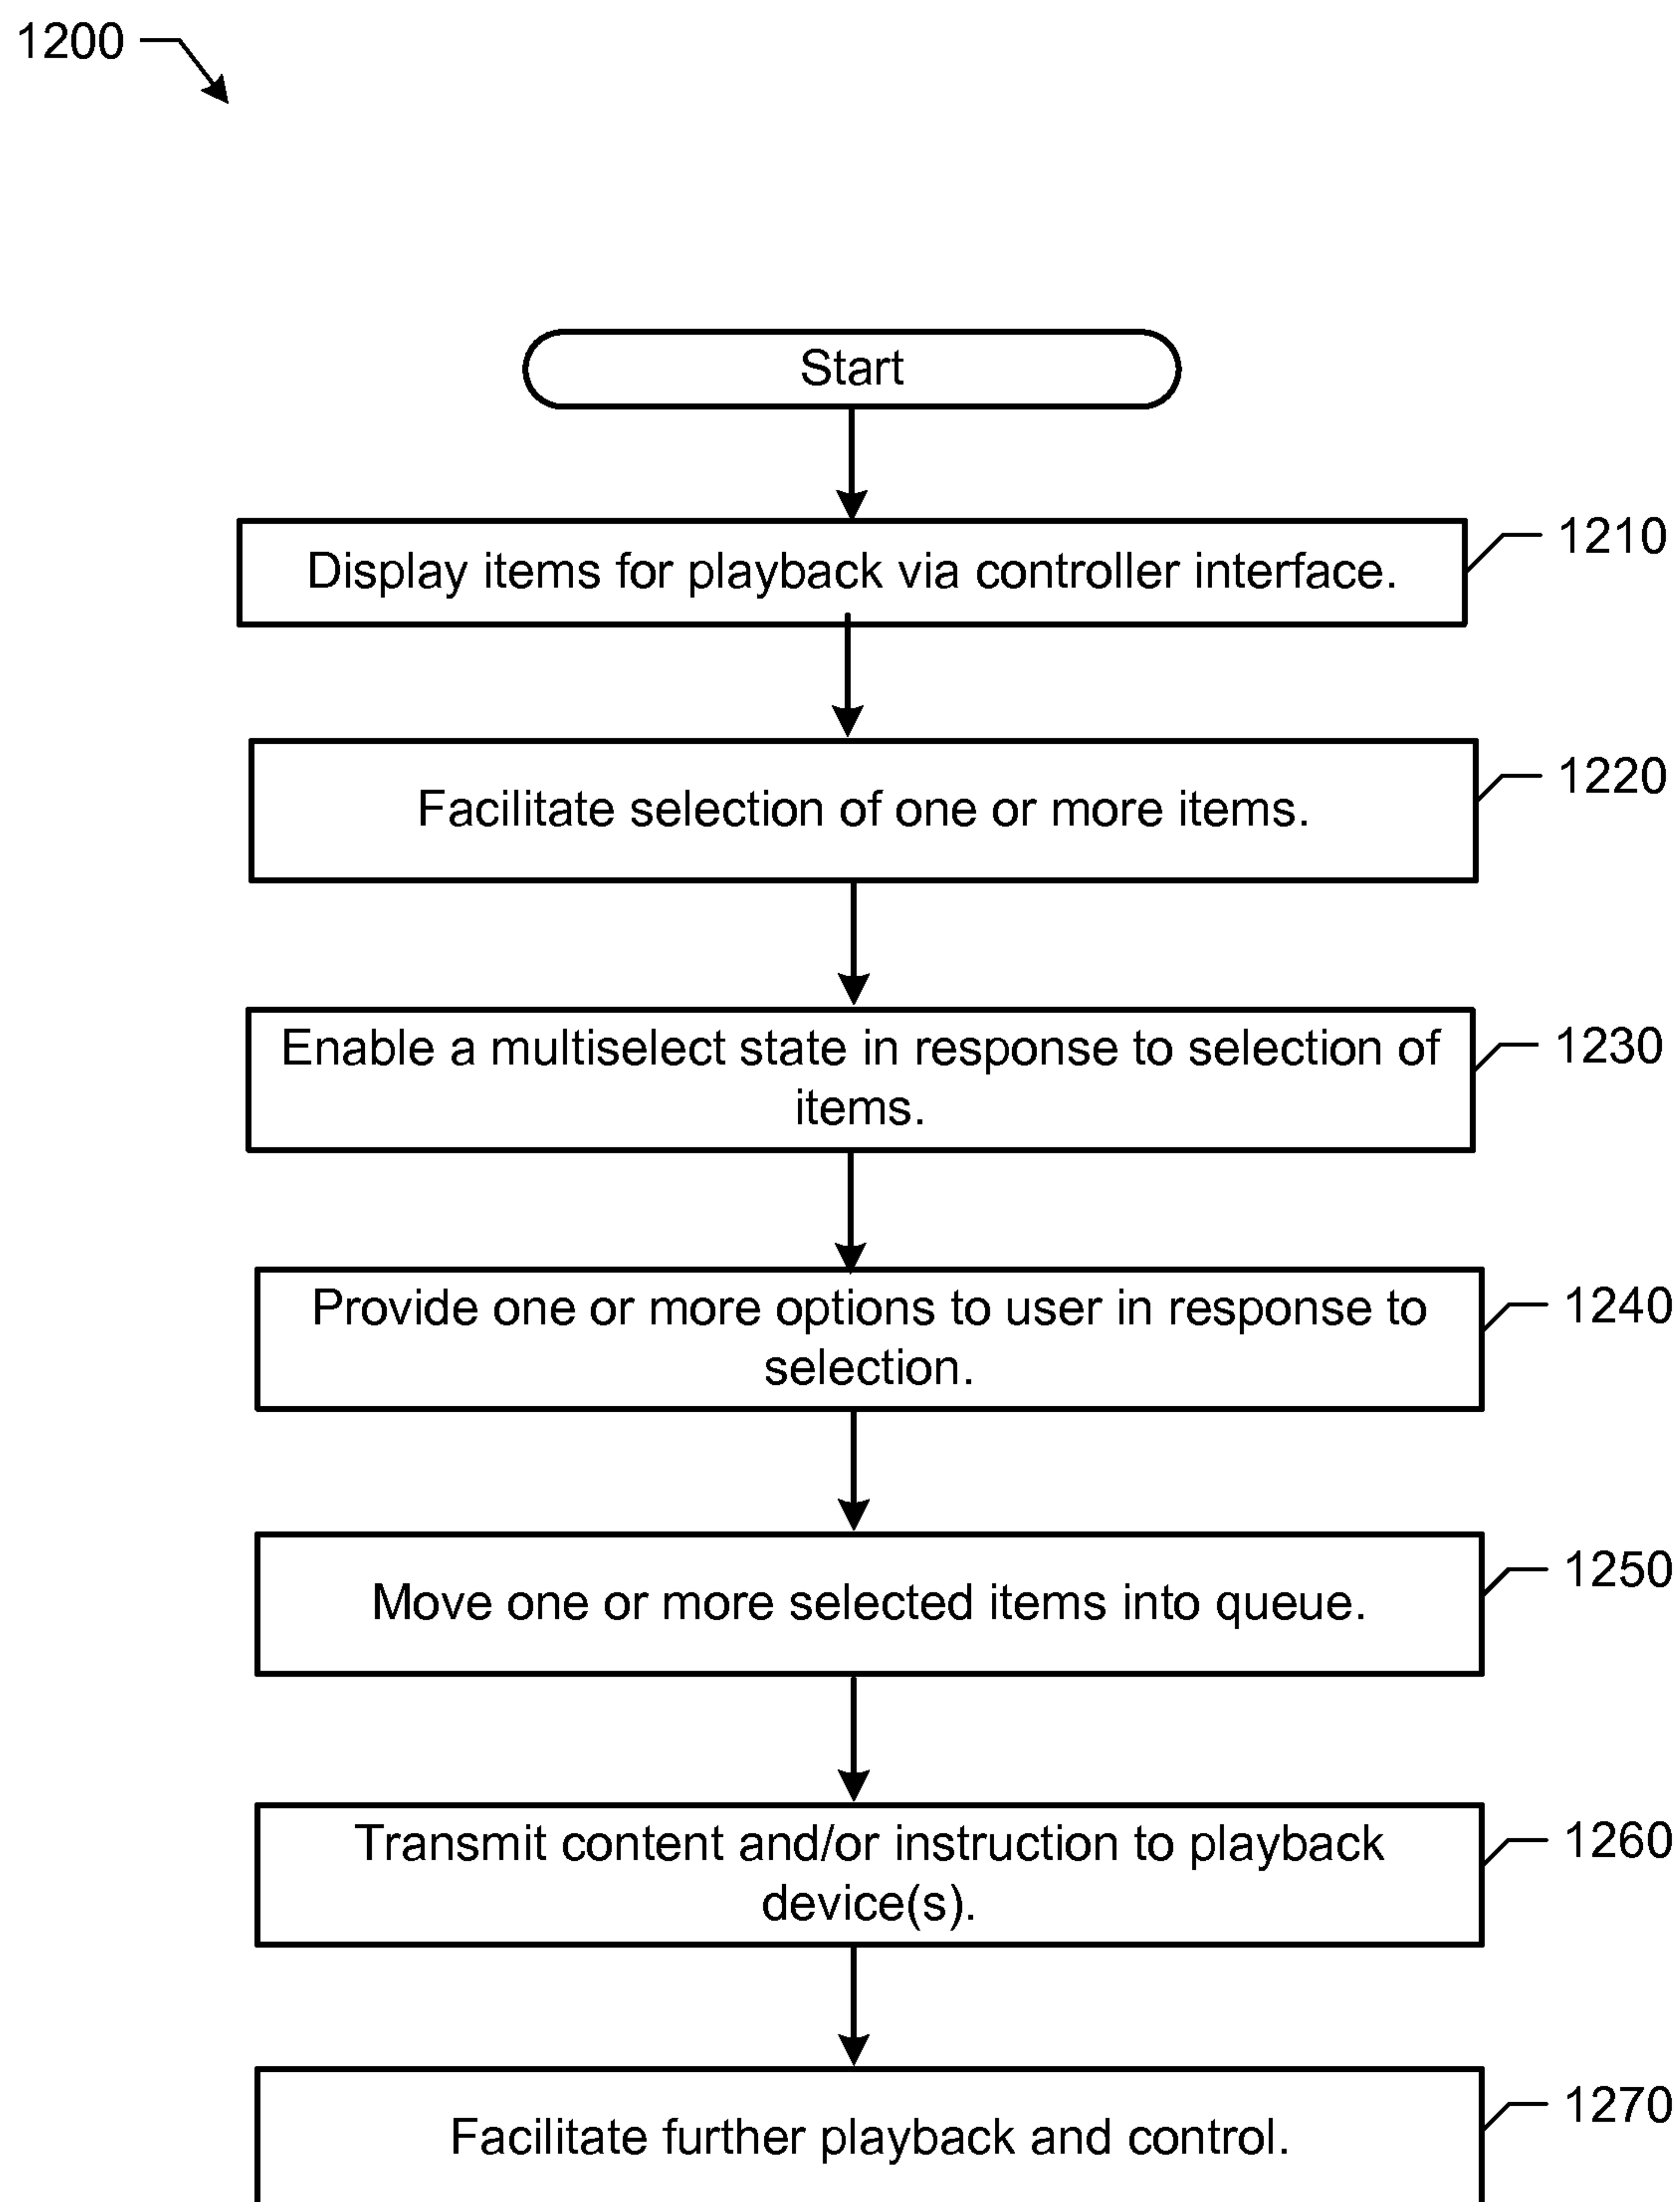 1200
Start
Display items for playback via controller interface.
1210
Facilitate selection of one or more items.
1220
Enable a multiselect state in response to selection of
items.
1230
Provide one or more options to user in response to
selection.
1240
Move one or more selected items into queue.
1250
Transmit content and/or instruction to playback
device(s).
1260
Facilitate further playback and control.
1270